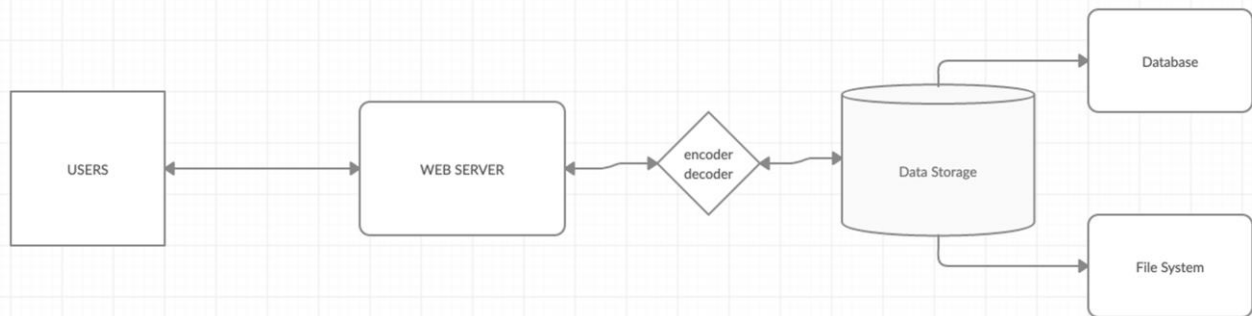 USERS
WEB SERVER
encoder
decoder
Data Storage
Database
File System